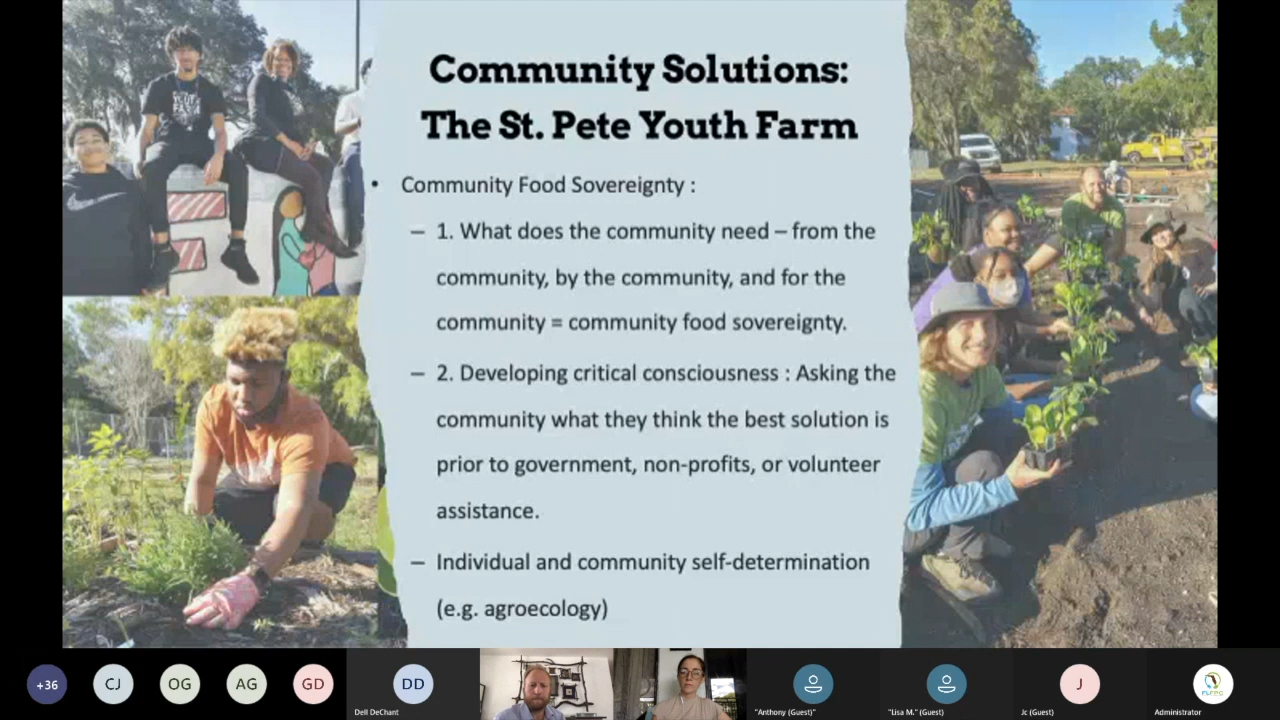 Community Solutions:
The St. Pete Youth Farm
• Community Food Sovereignty :
– 1. What does the community need – from the
community, by the community, and for the
community = community food sovereignty.
– 2. Developing critical consciousness : Asking the
community what they think the best solution is
prior to government, non-profits, or volunteer
assistance.
– Individual and community self-determination
(e.g. agroecology)
+36
CJ
OG
AG
GD
DD
Dell DeChant
"Anthony (Guest)"
"Lisa M." (Guest)
J
Jc (Guest)
FLFPC
Administrator